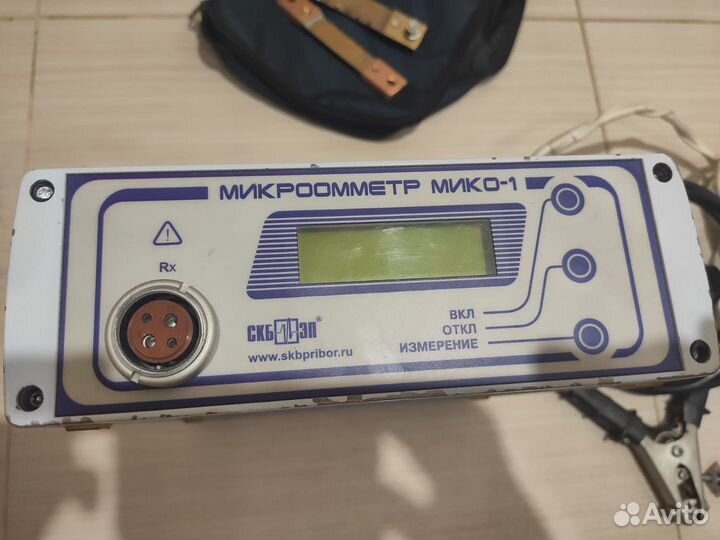 МИКРООММЕТР МИКО-1
Rx
ВКЛ
ОТКЛ
ИЗМЕРЕНИЕ
СКБ ЭП®
www.skbpribor.ru
Avito